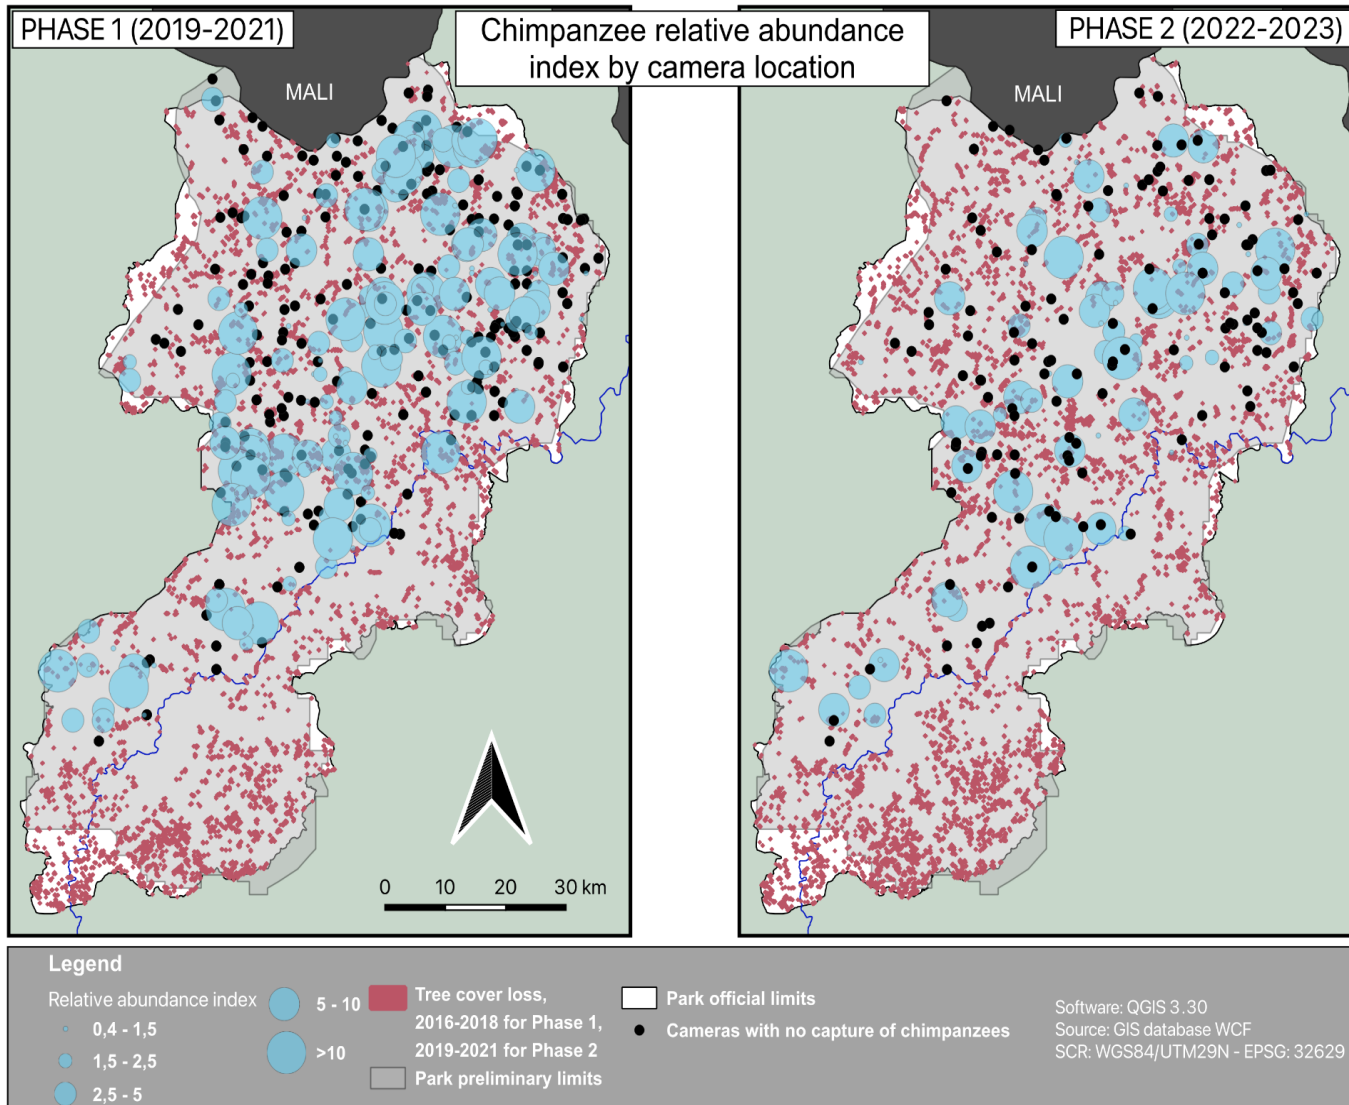 PHASE 1 (2019-2021)
Chimpanzee relative abundance
index by camera location
PHASE 2 (2022-2023)
MALI
MALI
0 10 20 30 km
Legend
Relative abundance index
0,4 - 1,5
1,5 - 2,5
2,5 - 5
5 - 10
>10
Tree cover loss,
2016-2018 for Phase 1,
2019-2021 for Phase 2
Park preliminary limits
Park official limits
Cameras with no capture of chimpanzees
Software: QGIS 3.30
Source: GIS database WCF
SCR: WGS84/UTM29N - EPSG: 32629